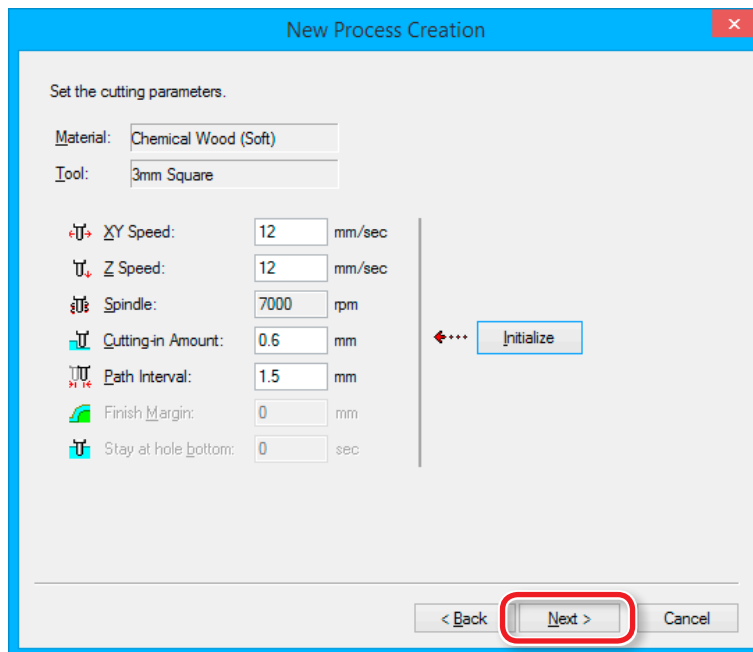 New Process Creation
Set the cutting parameters.
Material: Chemical Wood (Soft)
Tool: 3mm Square
XY Speed: 12 mm/sec
Z Speed: 12 mm/sec
Spindle: 7000 rpm
Cutting-in Amount: 0.6 mm
Initialize
Path Interval: 1.5 mm
Finish Margin: 0 mm
Stay at hole bottom: 0 sec
< Back Next > Cancel